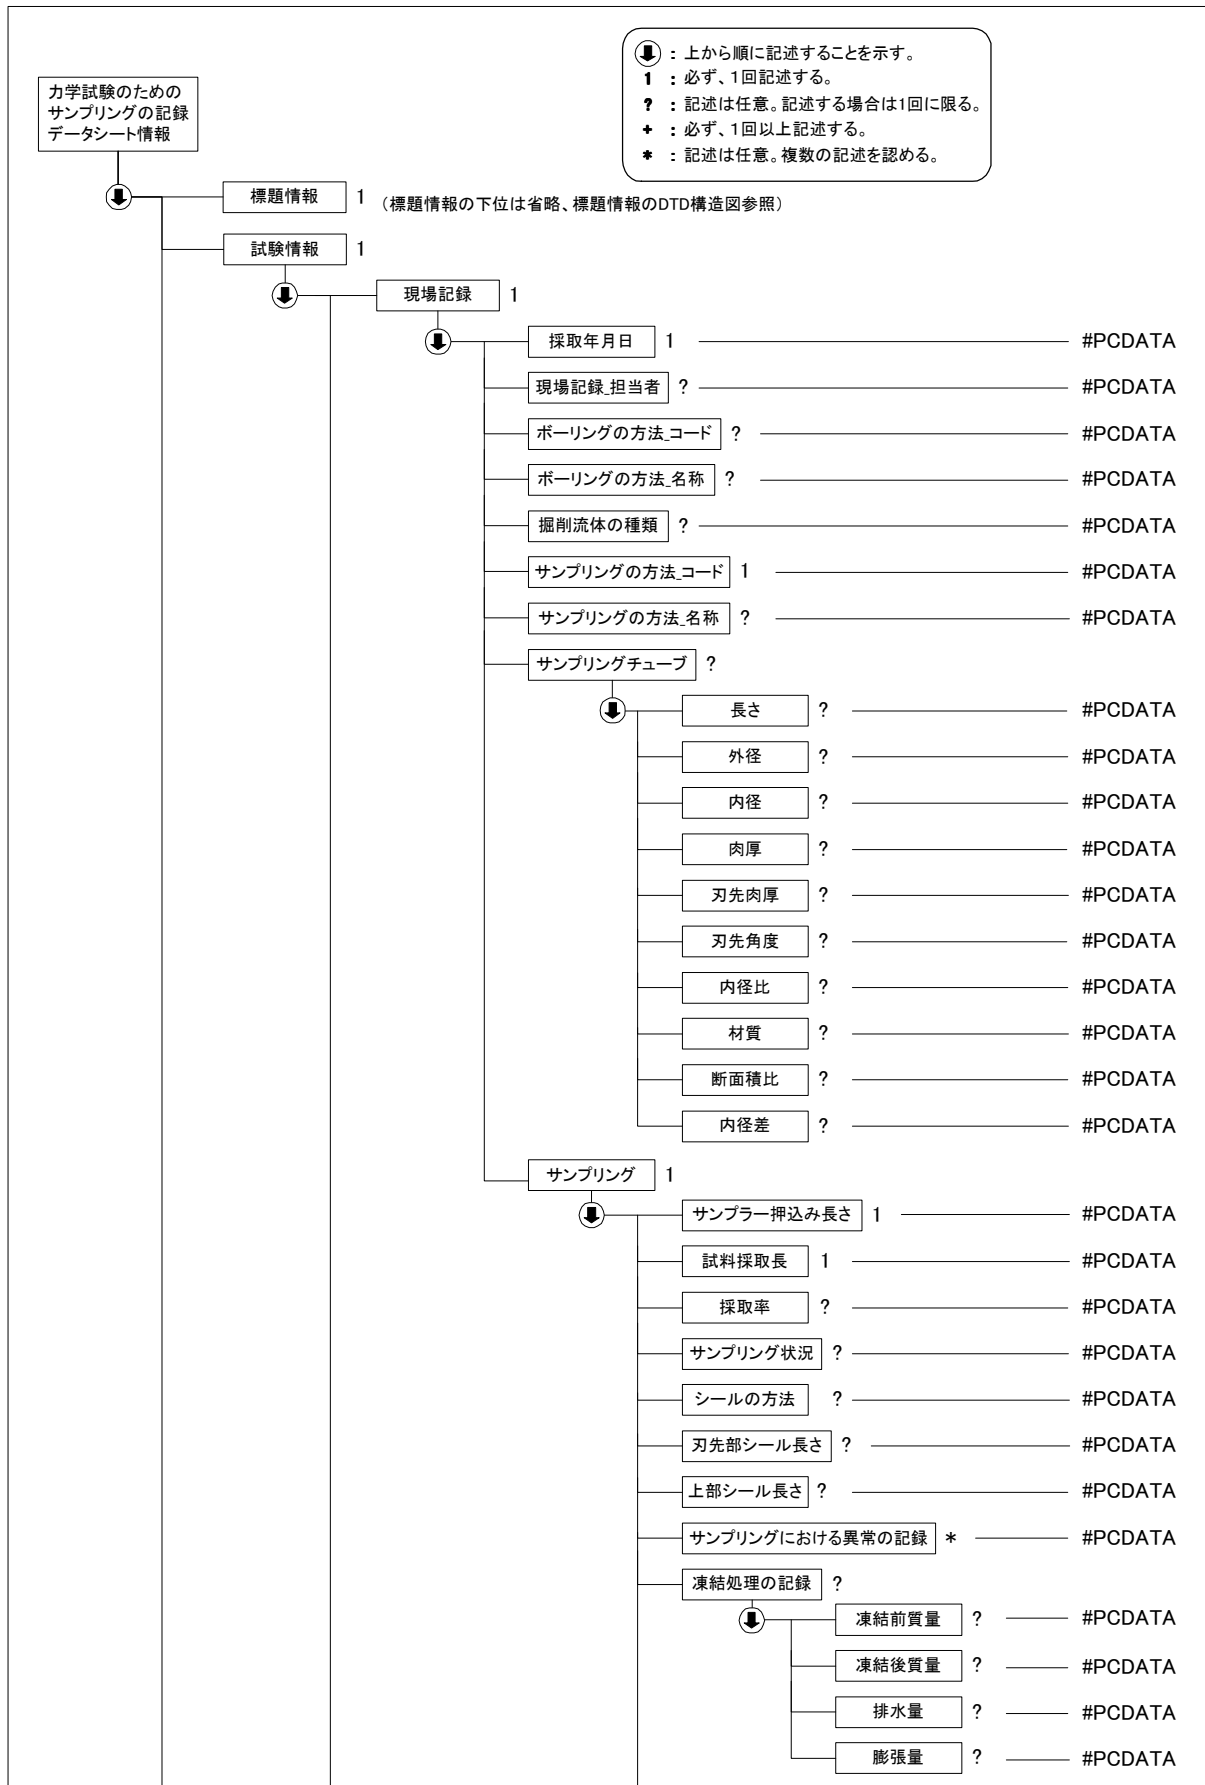 ：上から順に記述することを示す。
1：必ず、1回記述する。
?：記述は任意。記述する場合は1回に限る。
+：必ず、1回以上記述する。
*：記述は任意。複数の記述を認める。
力学試験のための
サンプリングの記録
データシート情報
標題情報 1 （標題情報の下位は省略、標題情報のDTD構造図参照）
試験情報 1
現場記録 1
採取年月日 1 #PCDATA
現場記録_担当者 ? #PCDATA
ボーリングの方法_コード ? #PCDATA
ボーリングの方法_名称 ? #PCDATA
掘削流体の種類 ? #PCDATA
サンプリングの方法_コード 1 #PCDATA
サンプリングの方法_名称 ? #PCDATA
サンプリングチューブ ?
長さ ? #PCDATA
外径 ? #PCDATA
内径 ? #PCDATA
肉厚 ? #PCDATA
刃先肉厚 ? #PCDATA
刃先角度 ? #PCDATA
内径比 ? #PCDATA
材質 ? #PCDATA
断面積比 ? #PCDATA
内径差 ? #PCDATA
サンプリング 1
サンプラー押込み長さ 1 #PCDATA
試料採取長 1 #PCDATA
採取率 ? #PCDATA
サンプリング状況 ? #PCDATA
シールの方法 ? #PCDATA
刃先部シール長さ ? #PCDATA
上部シール長さ ? #PCDATA
サンプリングにおける異常の記録 * #PCDATA
凍結処理の記録 ?
凍結前質量 ? #PCDATA
凍結後質量 ? #PCDATA
排水量 ? #PCDATA
膨張量 ? #PCDATA